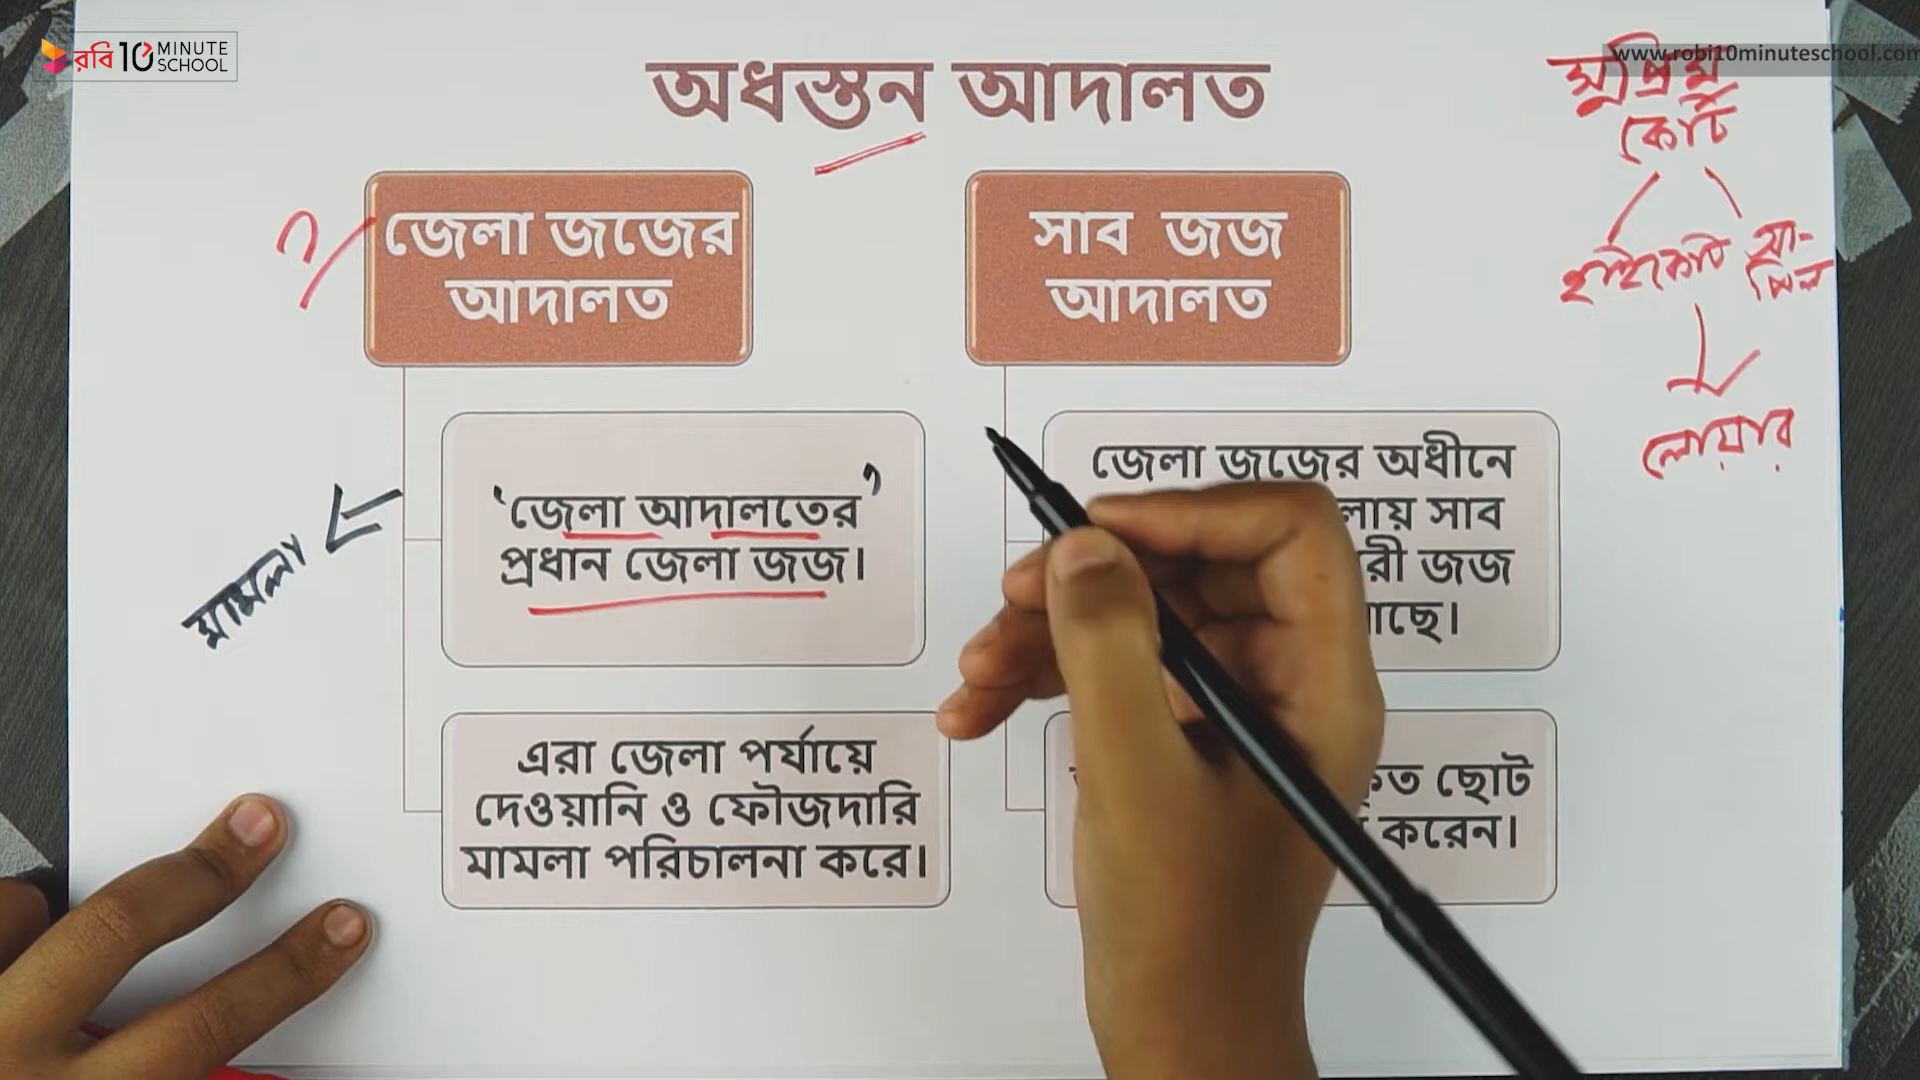 রবি 10 MINUTE SCHOOL
www.robi10minuteschool.com
অধস্তন আদালত
সুপ্রিম
কোর্ট
হাইকোর্ট
লোয়ার
জেলা জজের
আদালত
'জেলা আদালতের'
প্রধান জেলা জজ।
মামলা
এরা জেলা পর্যায়ে
দেওয়ানি ও ফৌজদারি
মামলা পরিচালনা করে।
সাব জজ
আদালত
জেলা জজের অধীনে
সাব
জজ
ছোট
করেন।